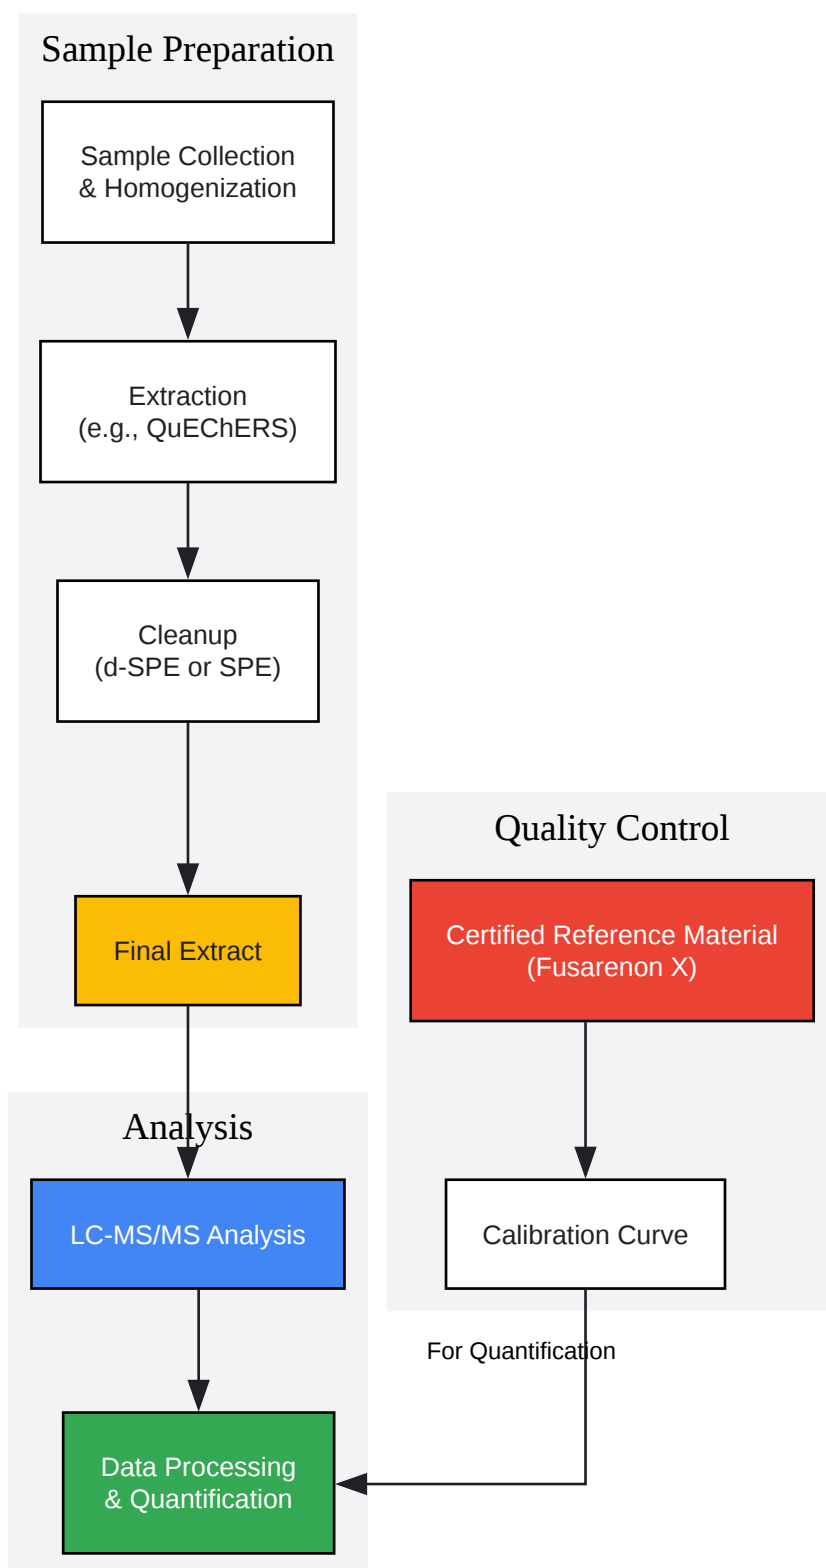 Sample Preparation
Sample Collection
& Homogenization
Extraction
(e.g., QuEChERS)
Cleanup
(d-SPE or SPE)
Final Extract
Quality Control
Certified Reference Material
(Fusarenon X)
Calibration Curve
For Quantification
Analysis
LC-MS/MS Analysis
Data Processing
& Quantification